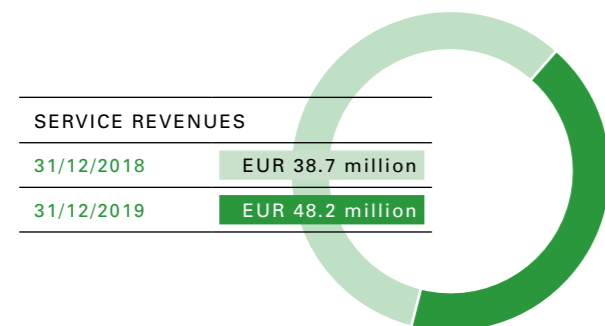 SERVICE REVENUES
31/12/2018 EUR 38.7 million
31/12/2019 EUR 48.2 million